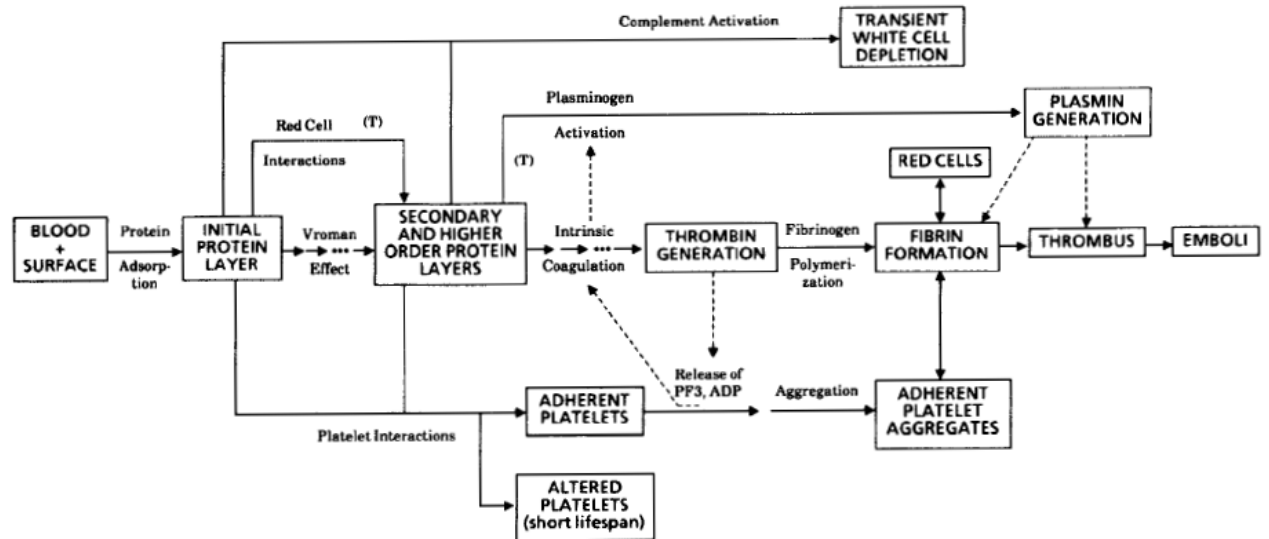 Complement Activation
TRANSIENT
WHITE CELL
DEPLETION
Plasminogen
Activation
PLASMIN
GENERATION
Red Cell (T)
Interactions
(T)
RED CELLS
BLOOD
+
SURFACE
Protein
Adsorp-
tion
INITIAL
PROTEIN
LAYER
Vroman
•••
Effect
SECONDARY
AND HIGHER
ORDER PROTEIN
LAYERS
Intrinsic
•••
Coagulation
THROMBIN
GENERATION
Fibrinogen
Polymeri-
zation
FIBRIN
FORMATION
THROMBUS
EMBOLI
Release of
PF3, ADP
Aggregation
ADHERENT
PLATELETS
ADHERENT
PLATELET
AGGREGATES
Platelet Interactions
ALTERED
PLATELETS
(short lifespan)